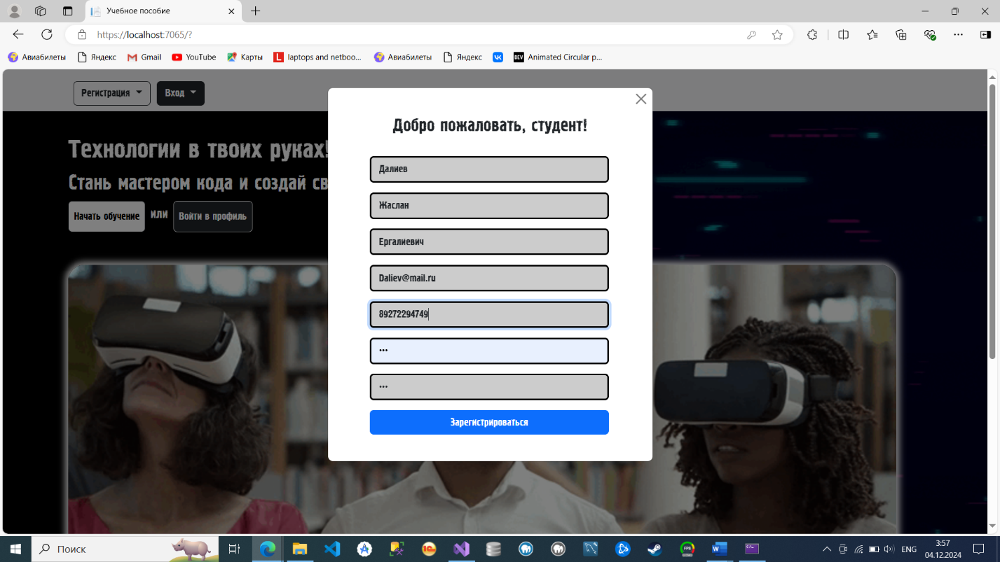 Учебное пособие
https://localhost:7065/?
Авиабилеты Яндекс Gmail YouTube Карты laptops and netboo... Авиабилеты Яндекс Animated Circular p...
Регистрация Вход
Добро пожаловать, студент!
Технологии в твоих руках!
Стань мастером кода и создай св
Начать обучение или Войти в профиль
Далиев
Жаслан
Ергалиевич
Daliev@mail.ru
89272294749
•••
•••
Зарегистрироваться
Поиск
ENG
3:57
04.12.2024